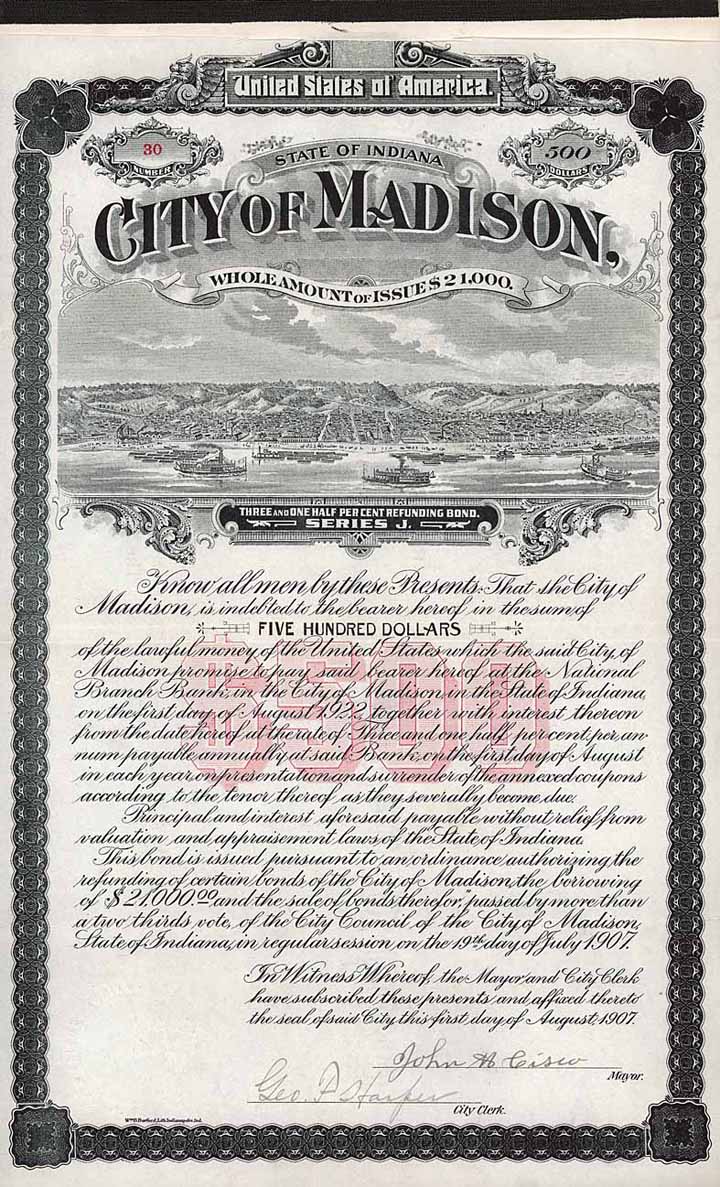 United States of America.
30
NUMBER
500
DOLLARS
STATE OF INDIANA
CITY OF MADISON,
WHOLE AMOUNT OF ISSUE $21,000.
THREE AND ONE HALF PER CENT REFUNDING BOND.
SERIES J.
Know all men by these Presents: That the City of
Madison, is indebted to the bearer hereof in the sum of
FIVE HUNDRED DOLLARS
$500
of the lawful money of the United States which the said City, of
Madison promise to pay said bearer hereof at the National
Branch Bank, in the City of Madison, in the State of Indiana,
on the first day of August 1922, together with interest thereon
from the date hereof at the rate of Three and one half per cent, per an-
num payable annually at said Bank, on the first day of August
in each year on presentation and surrender of the annexed coupons
according to the tenor thereof as they severally become due.
Principal and interest aforesaid payable without relief from
valuation and appraisement laws of the State of Indiana.
This bond is issued pursuant to an ordinance authorizing the
refunding of certain bonds of the City of Madison, the borrowing
of $21,000.00 and the sale of bonds therefor, passed by more than
a two thirds vote, of the City Council of the City of Madison,
State of Indiana, in regular session on the 19th day of July 1907.
In Witness Whereof, the Mayor and City Clerk
have subscribed these presents and affixed thereto
the seal of said City this first day of August, 1907.
John W Cisco
Mayor.
Geo. P Harper
City Clerk.
Wm B. Burford, Lith. Indianapolis, Ind.